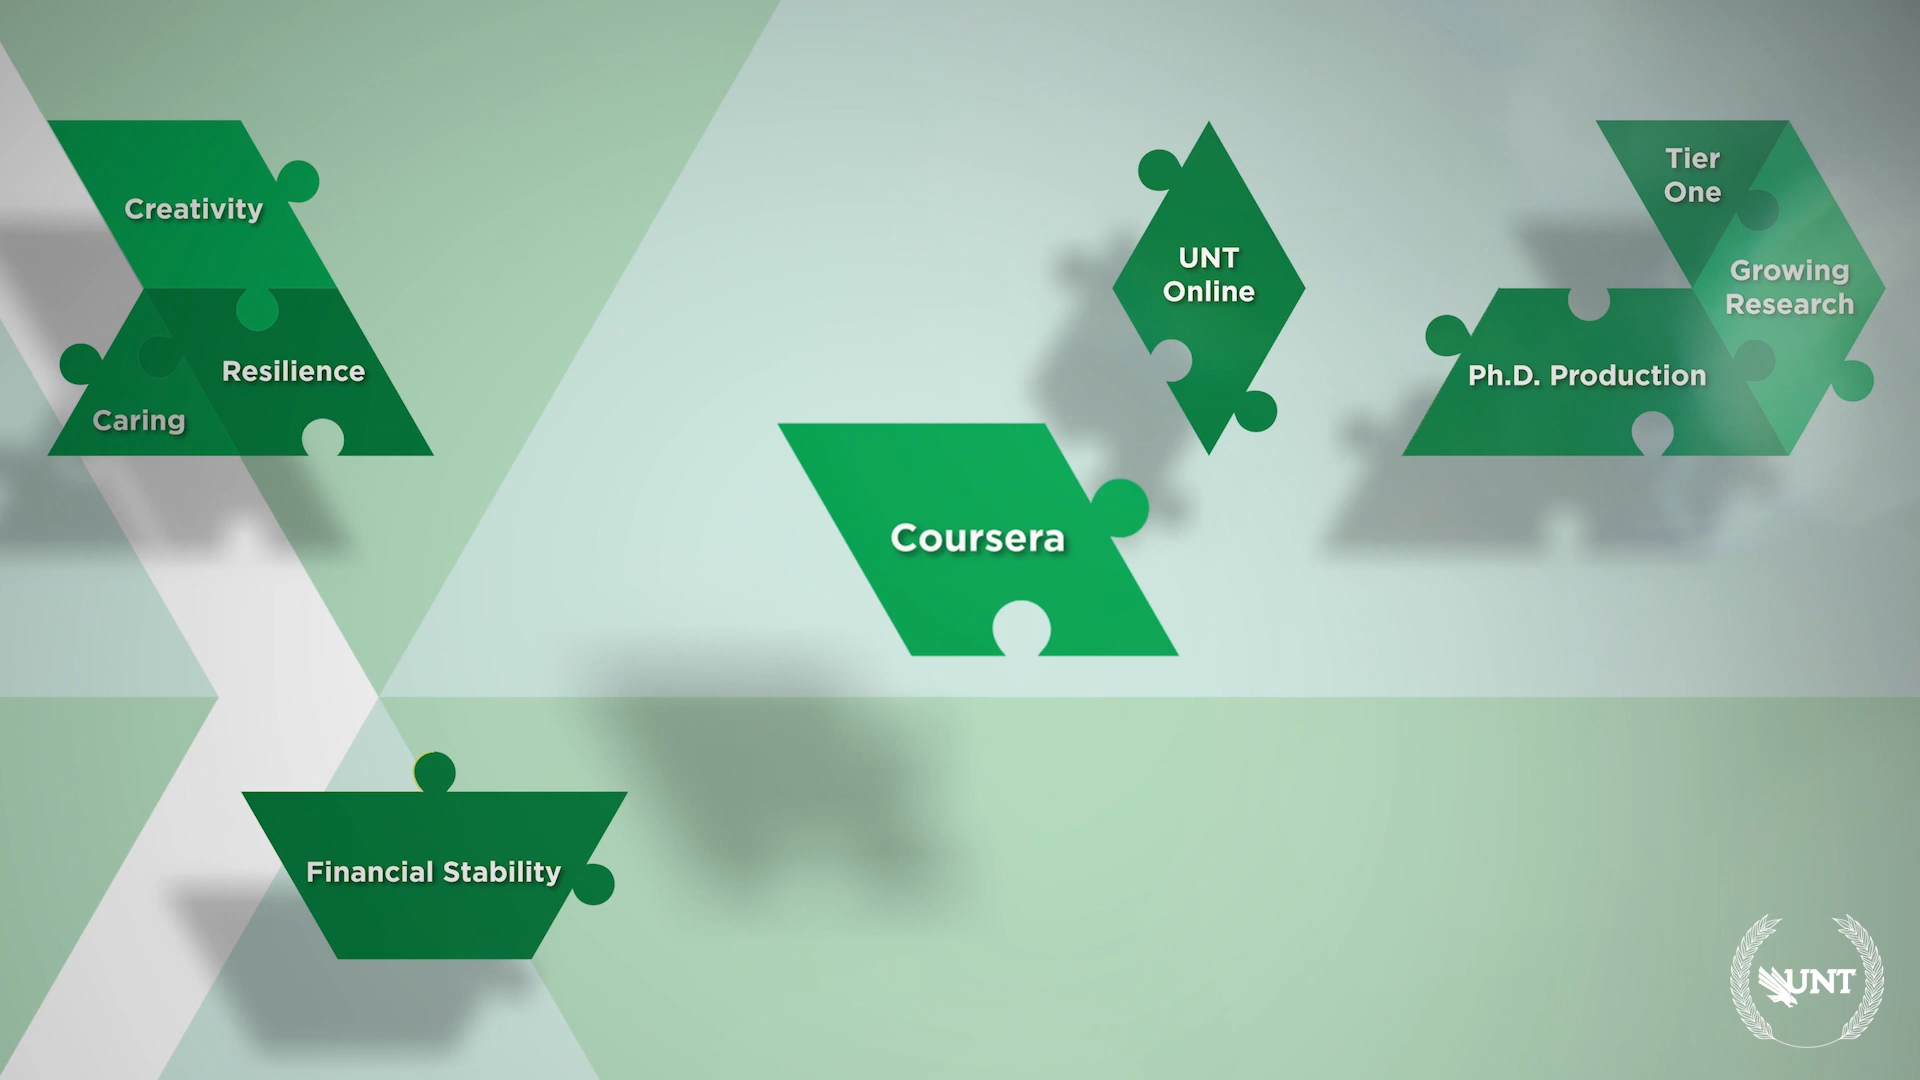 Creativity
Resilience
Caring
UNT
Online
Tier
One
Growing
Research
Ph.D. Production
Coursera
Financial Stability
UNT